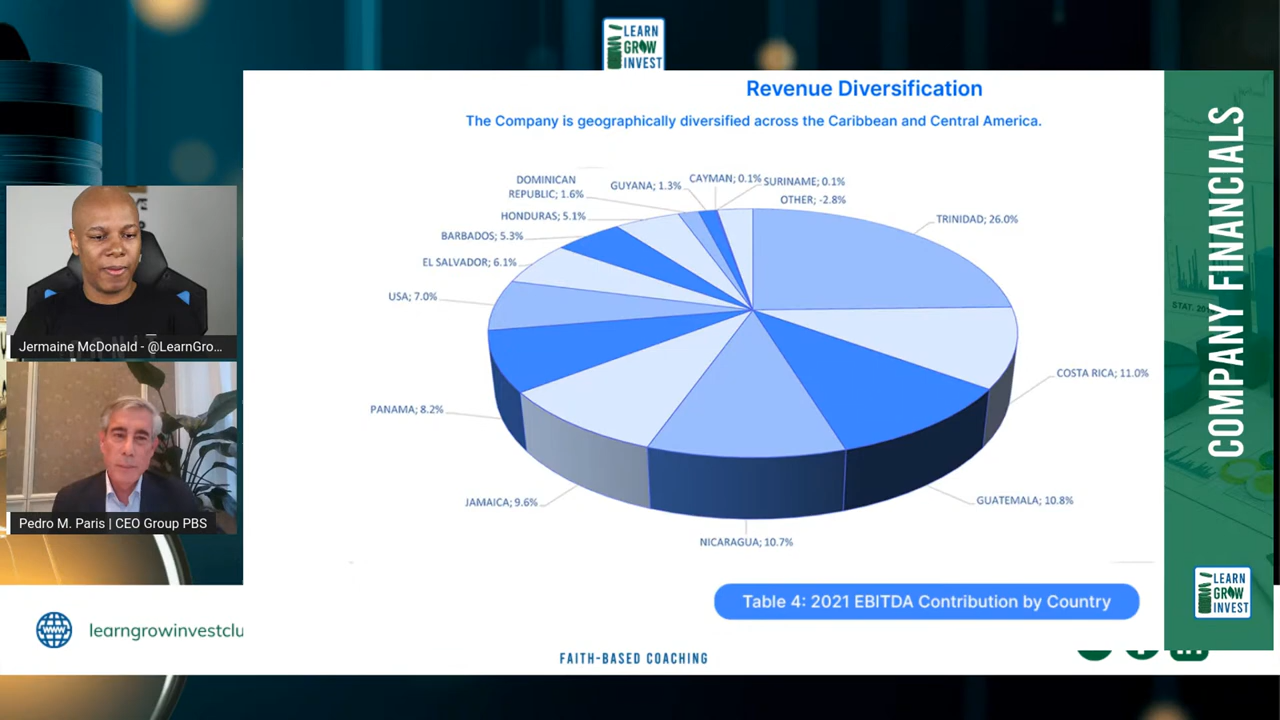 LEARN
GROW
INVEST
Revenue Diversification
The Company is geographically diversified across the Caribbean and Central America.
DOMINICAN
REPUBLIC; 1.6%
GUYANA; 1.3%
CAYMAN; 0.1%
SURINAME; 0.1%
OTHER; -2.8%
HONDURAS; 5.1%
TRINIDAD; 26.0%
BARBADOS; 5.3%
EL SALVADOR; 6.1%
USA; 7.0%
COSTA RICA; 11.0%
PANAMA; 8.2%
JAMAICA; 9.6%
GUATEMALA; 10.8%
NICARAGUA; 10.7%
Table 4: 2021 EBITDA Contribution by Country
COMPANY FINANCIALS
Jermaine McDonald - @LearnGro...
Pedro M. Paris | CEO Group PBS
LEARN
GROW
INVEST
www
learngrowinvestclu
FAITH-BASED COACHING